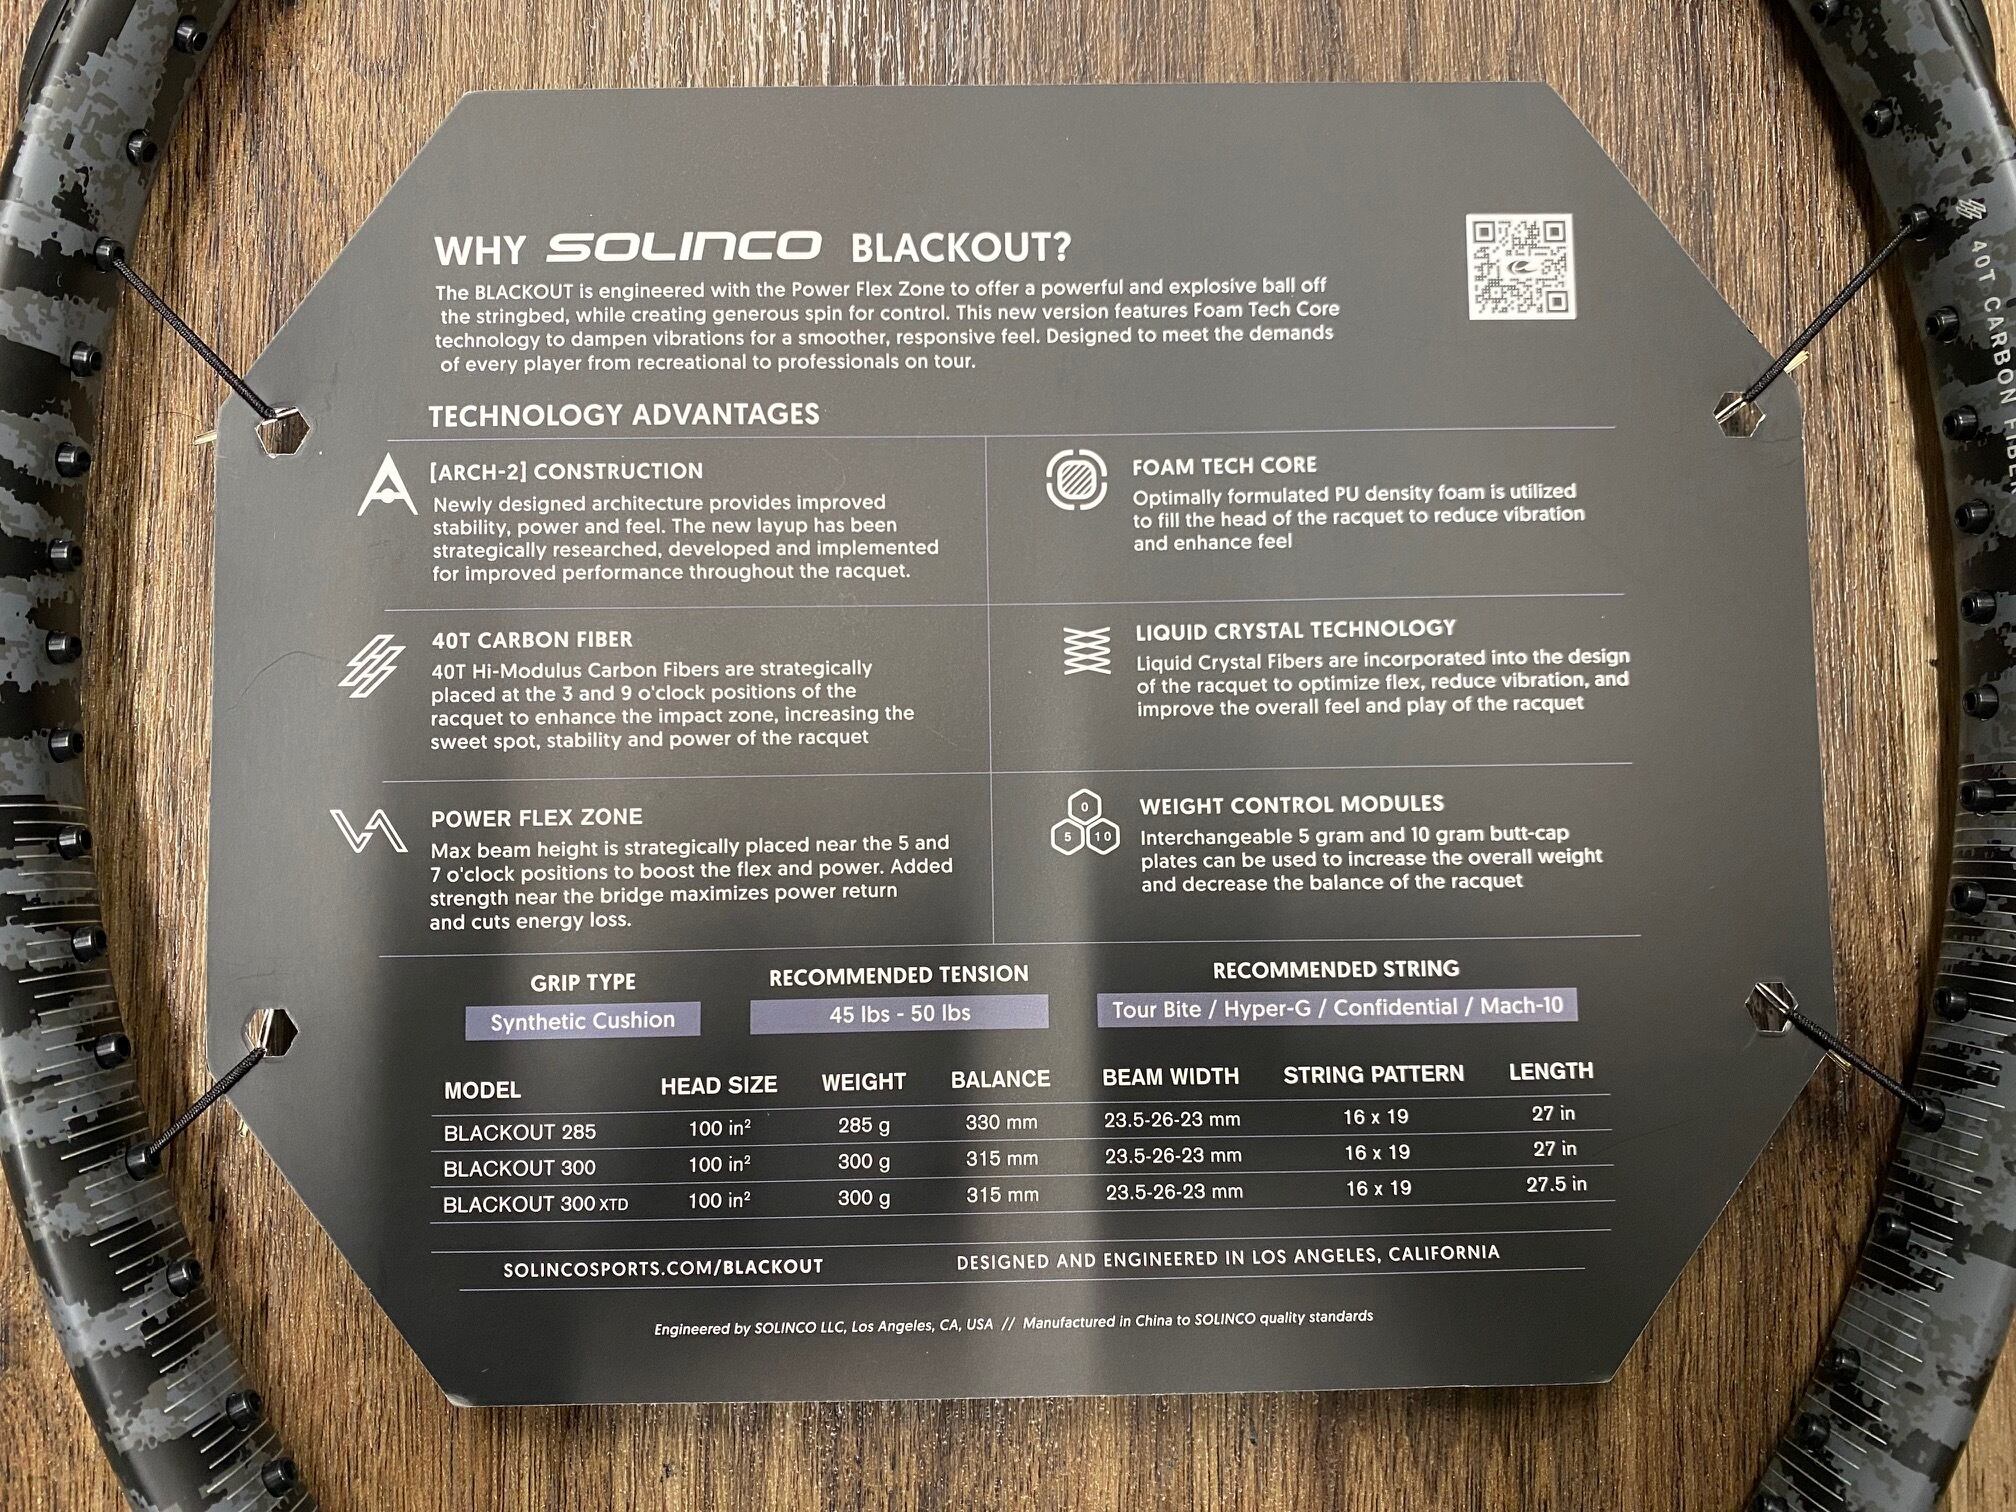 WHY SOLINCO BLACKOUT?
The BLACKOUT is engineered with the Power Flex Zone to offer a powerful and explosive ball off
the stringbed, while creating generous spin for control. This new version features Foam Tech Core
technology to dampen vibrations for a smoother, responsive feel. Designed to meet the demands
of every player from recreational to professionals on tour.
TECHNOLOGY ADVANTAGES
[ARCH-2] CONSTRUCTION
Newly designed architecture provides improved
stability, power and feel. The new layup has been
strategically researched, developed and implemented
for improved performance throughout the racquet.
FOAM TECH CORE
Optimally formulated PU density foam is utilized
to fill the head of the racquet to reduce vibration
and enhance feel
40T CARBON FIBER
40T Hi-Modulus Carbon Fibers are strategically
placed at the 3 and 9 o'clock positions of the
racquet to enhance the impact zone, increasing the
sweet spot, stability and power of the racquet
LIQUID CRYSTAL TECHNOLOGY
Liquid Crystal Fibers are incorporated into the design
of the racquet to optimize flex, reduce vibration, and
improve the overall feel and play of the racquet
POWER FLEX ZONE
Max beam height is strategically placed near the 5 and
7 o'clock positions to boost the flex and power. Added
strength near the bridge maximizes power return
and cuts energy loss.
0
5 10
WEIGHT CONTROL MODULES
Interchangeable 5 gram and 10 gram butt-cap
plates can be used to increase the overall weight
and decrease the balance of the racquet
GRIP TYPE RECOMMENDED TENSION RECOMMENDED STRING
Synthetic Cushion 45 lbs - 50 lbs Tour Bite / Hyper-G / Confidential / Mach-10
MODEL HEAD SIZE WEIGHT BALANCE BEAM WIDTH STRING PATTERN LENGTH
BLACKOUT 285 100 in² 285 g 330 mm 23.5-26-23 mm 16 x 19 27 in
BLACKOUT 300 100 in² 300 g 315 mm 23.5-26-23 mm 16 x 19 27 in
BLACKOUT 300 XTD 100 in² 300 g 315 mm 23.5-26-23 mm 16 x 19 27.5 in
SOLINCOSPORTS.COM/BLACKOUT DESIGNED AND ENGINEERED IN LOS ANGELES, CALIFORNIA
Engineered by SOLINCO LLC, Los Angeles, CA, USA // Manufactured in China to SOLINCO quality standards
40T CARBON FIBER